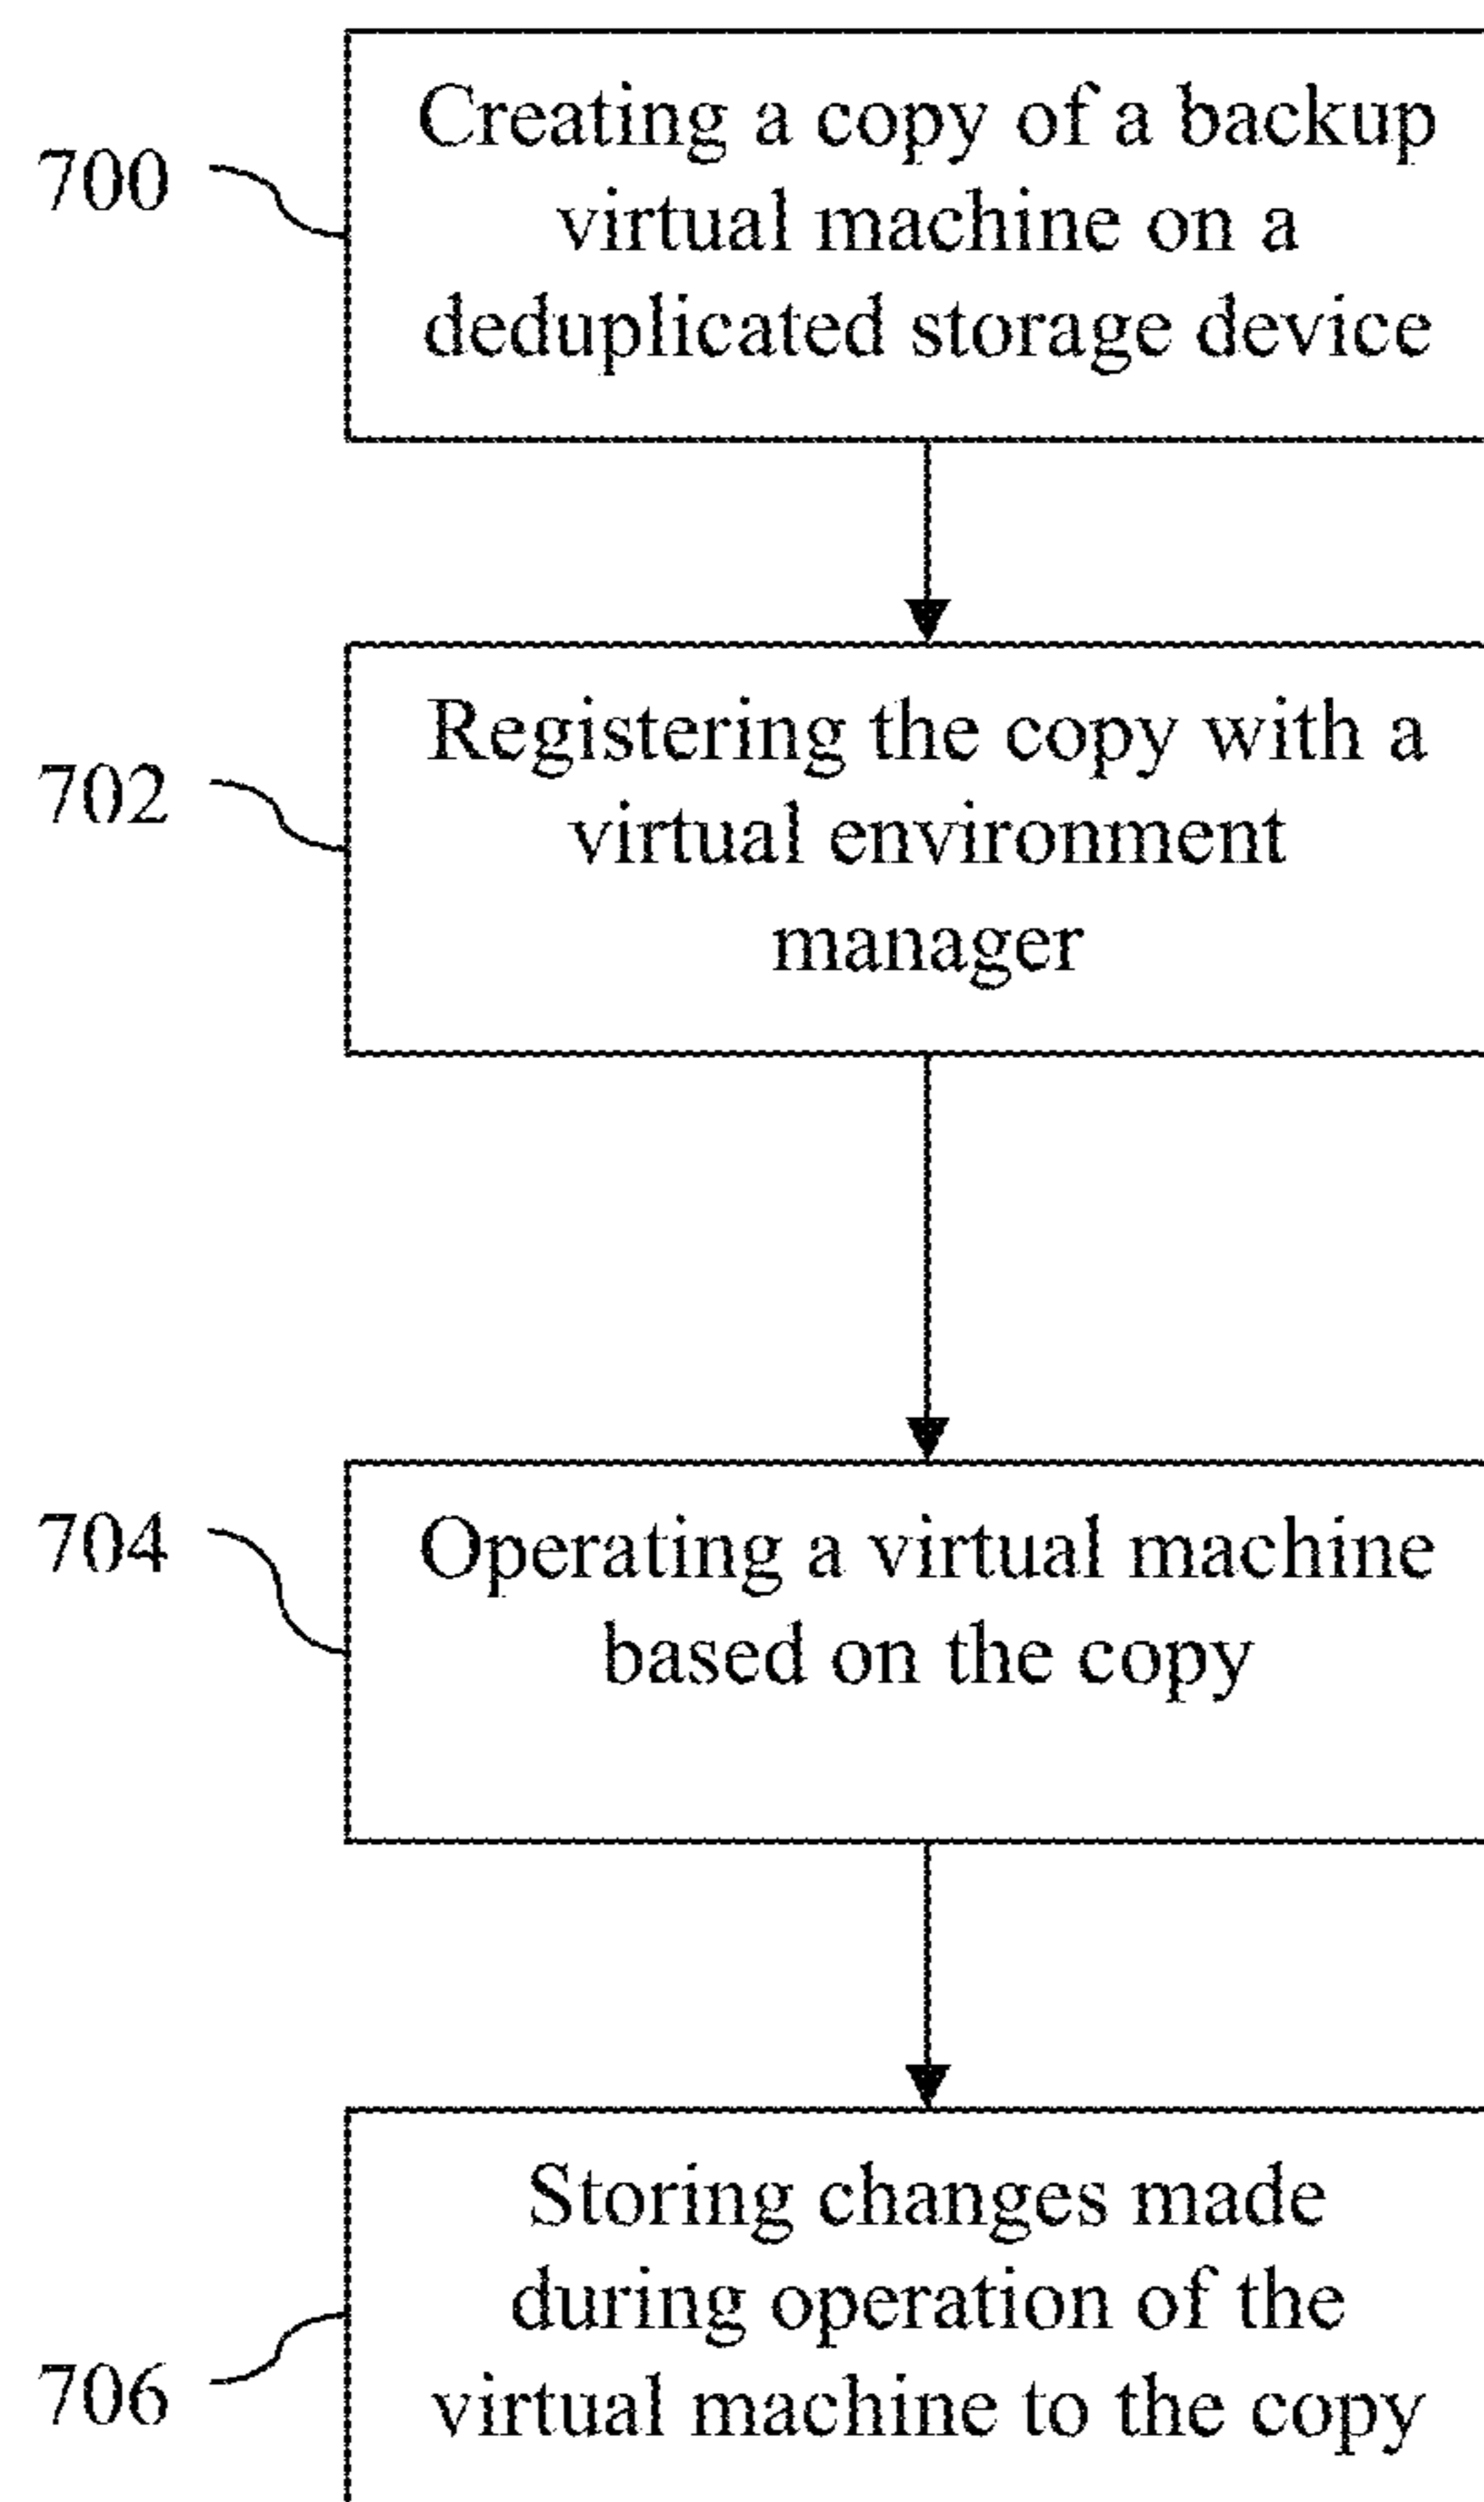 700
Creating a copy of a backup
virtual machine on a
deduplicated storage device
702
Registering the copy with a
virtual environment
manager
704
Operating a virtual machine
based on the copy
706
Storing changes made
during operation of the
virtual machine to the copy